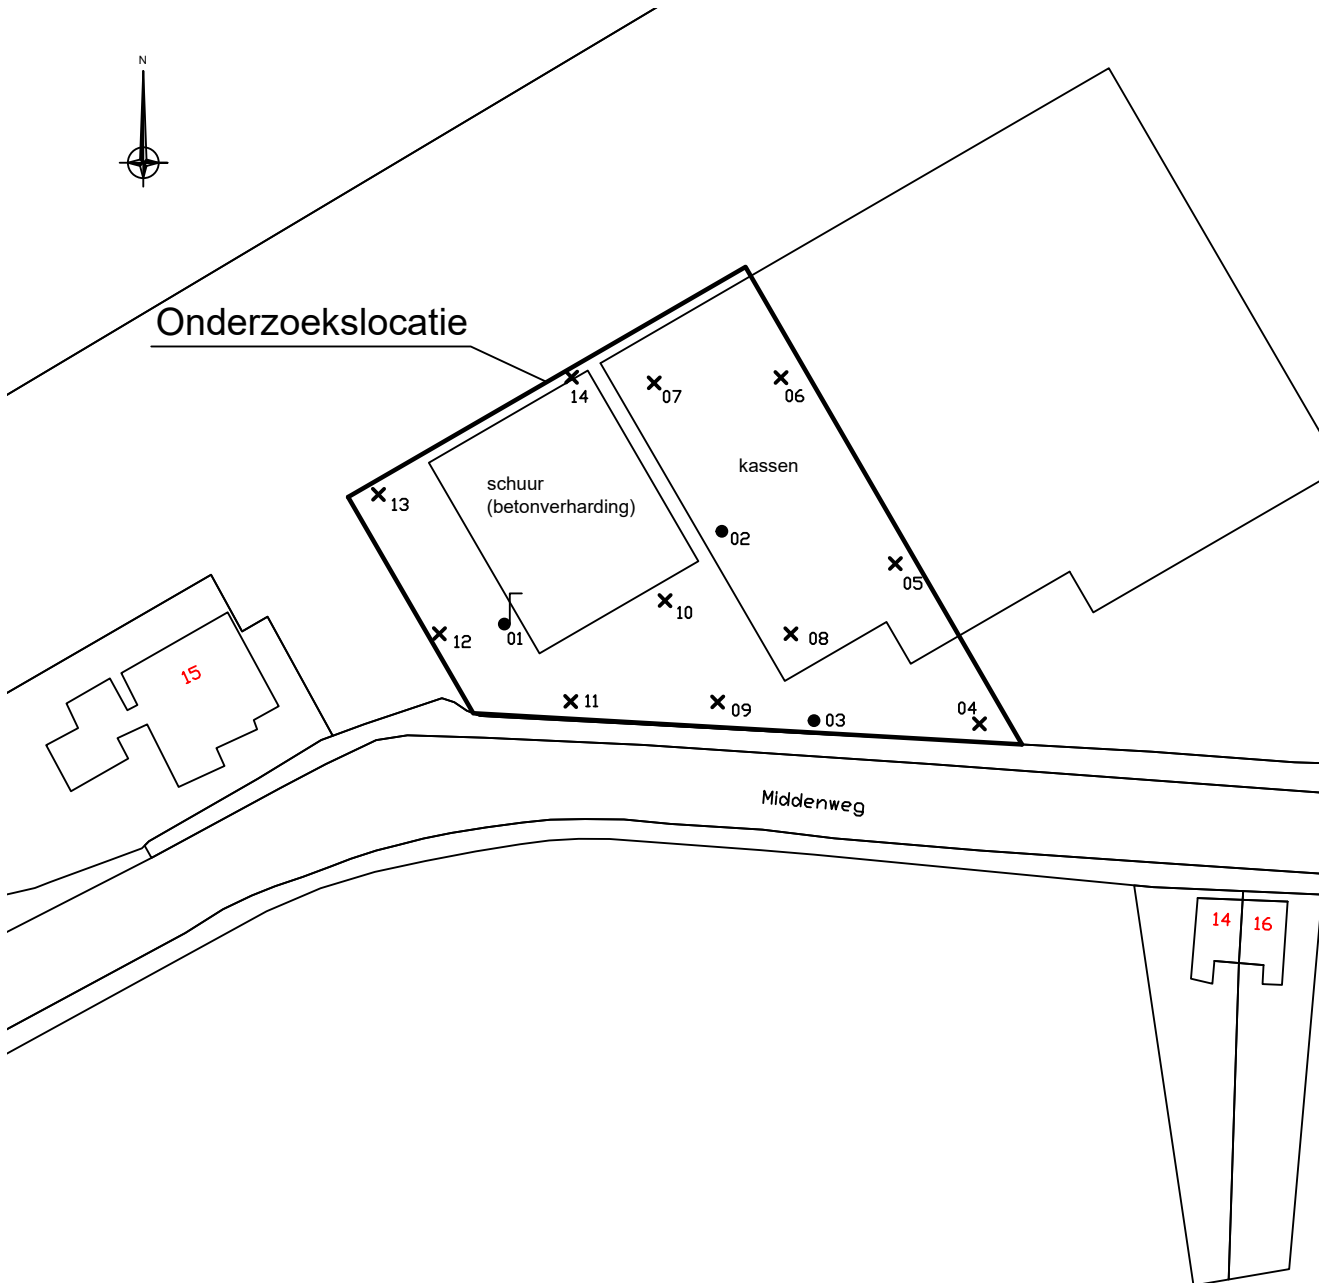 N
Onderzoekslocatie
14
07
06
kassen
schuur
(betonverharding)
13
02
05
10
12
01
08
15
11
09
03
04
Middenweg
14
16